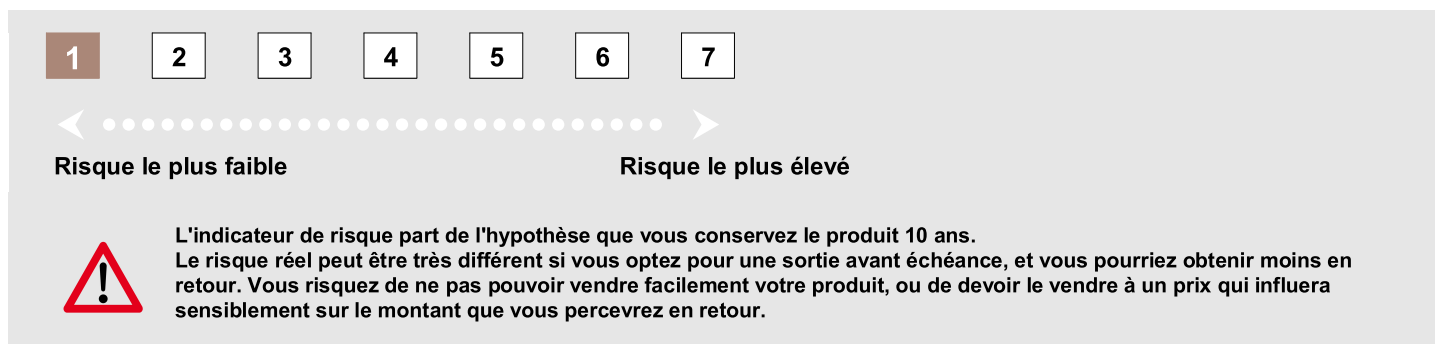 1 2 3 4 5 6 7
Risque le plus faible Risque le plus élevé
L'indicateur de risque part de l'hypothèse que vous conservez le produit 10 ans.
Le risque réel peut être très différent si vous optez pour une sortie avant échéance, et vous pourriez obtenir moins en
retour. Vous risquez de ne pas pouvoir vendre facilement votre produit, ou de devoir le vendre à un prix qui influera
sensiblement sur le montant que vous percevrez en retour.